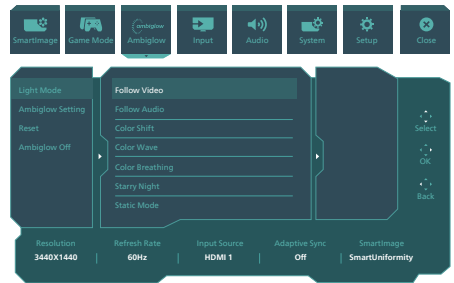 ambiglow
SmartImage Game Mode Ambiglow Input Audio System Setup Close
Light Mode
Ambiglow Setting
Reset
Ambiglow Off
Follow Video
Follow Audio
Color Shift
Color Wave
Color Breathing
Starry Night
Static Mode
Select
OK
Back
Resolution Refresh Rate Input Source Adaptive Sync SmartImage
3440X1440 | 60Hz | HDMI 1 | Off | SmartUniformity